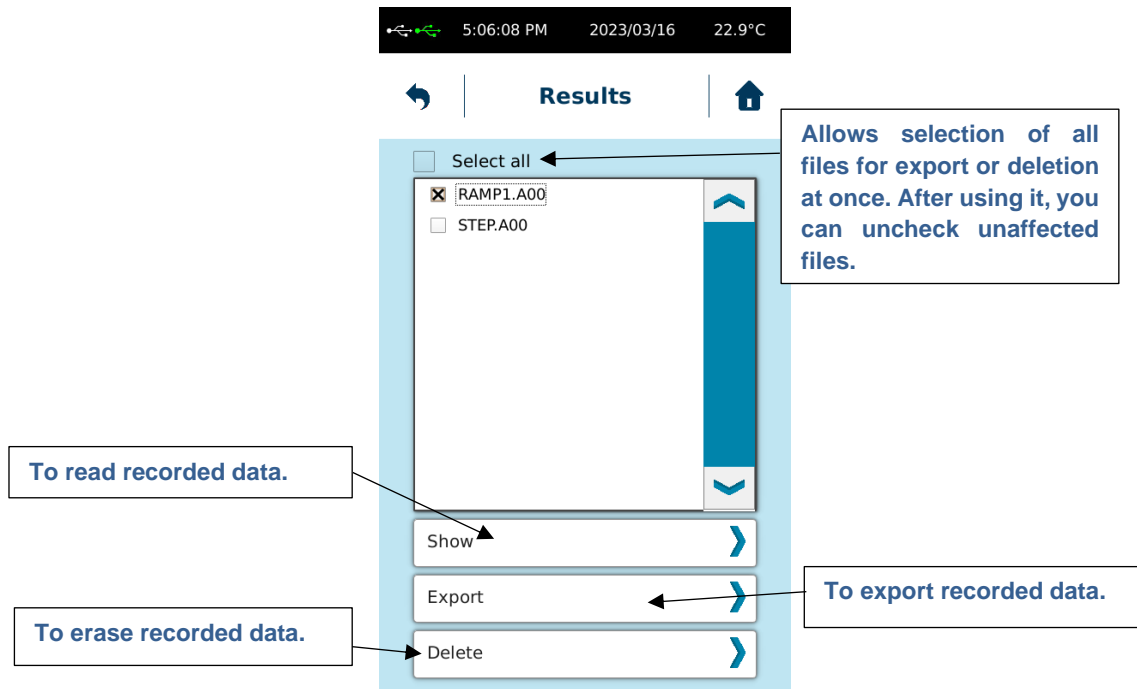 5:06:08 PM 2023/03/16 22.9°C
Results
Select all
RAMP1.A00
STEP.A00
Allows selection of all
files for export or deletion
at once. After using it, you
can uncheck unaffected
files.
To read recorded data.
Show
Export
To export recorded data.
To erase recorded data.
Delete